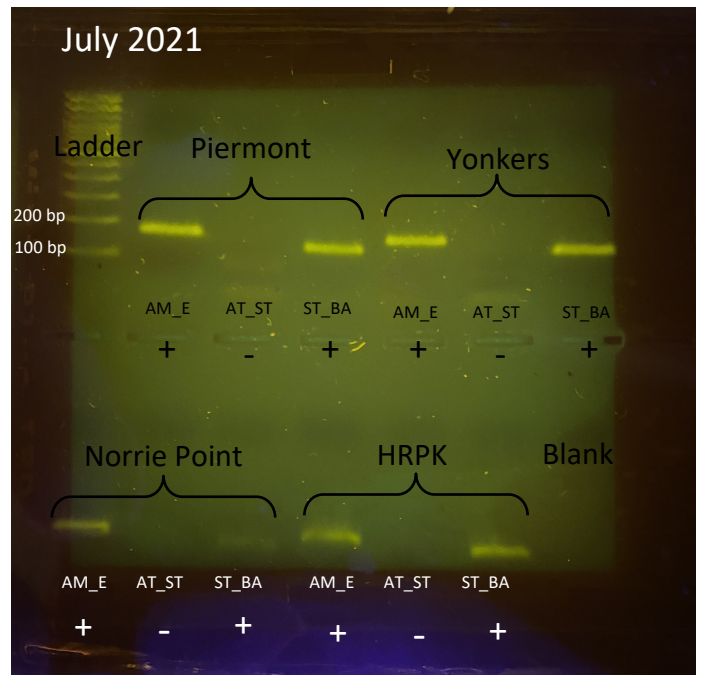 July 2021
Ladder
Piermont
Yonkers
200 bp
100 bp
AM_E AT_ST ST_BA AM_E AT_ST ST_BA
+ - + + - +
Norrie Point HRPK Blank
AM_E AT_ST ST_BA AM_E AT_ST ST_BA
+ - + + - +